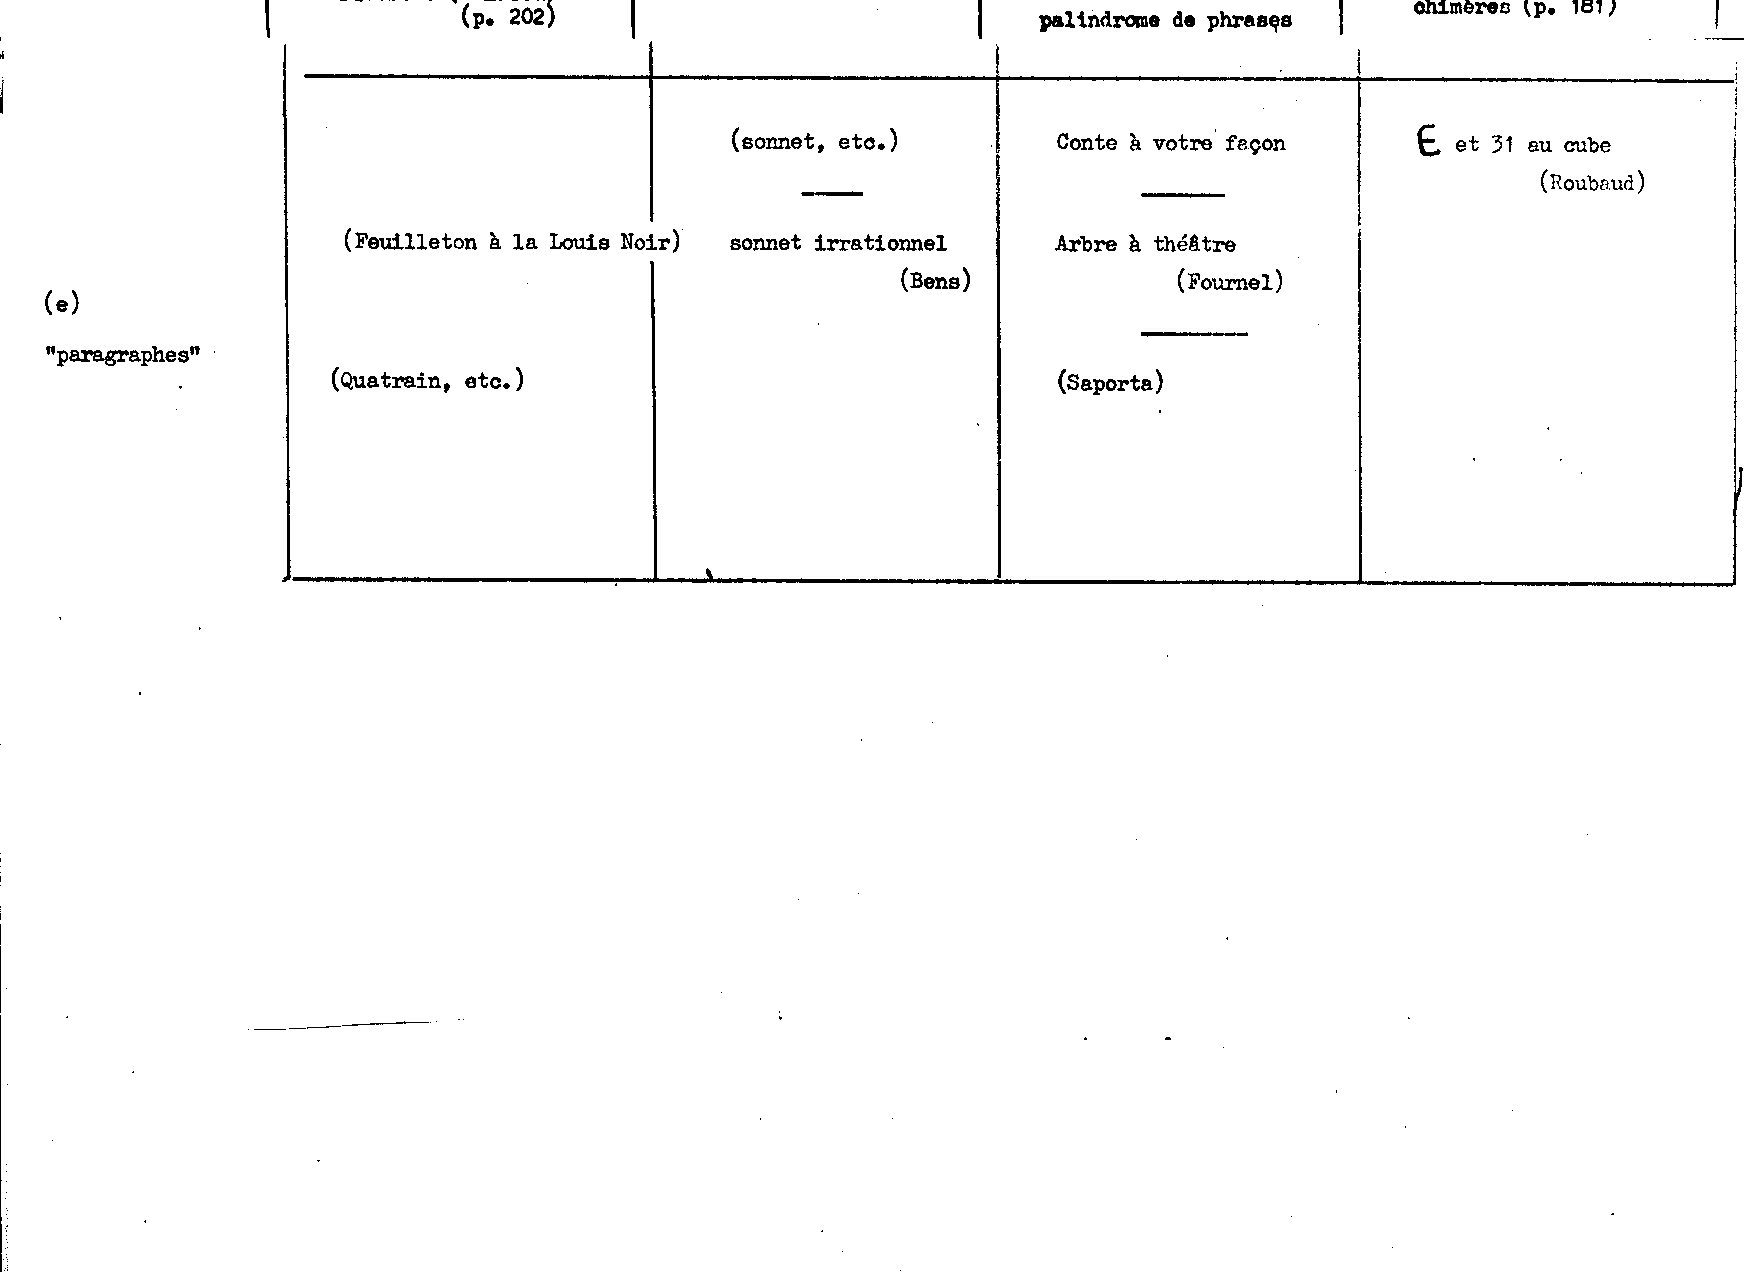 (p. 202)
palindrome de phrases
chimères (p. 181)
(sonnet, etc.)
Conte à votre façon
E et 31 au cube
(Roubaud)
(Feuilleton à la Louis Noir)
sonnet irrationnel
Arbre à théâtre
(Bens)
(Fournel)
(e)
"paragraphes"
(Quatrain, etc.)
(Saporta)